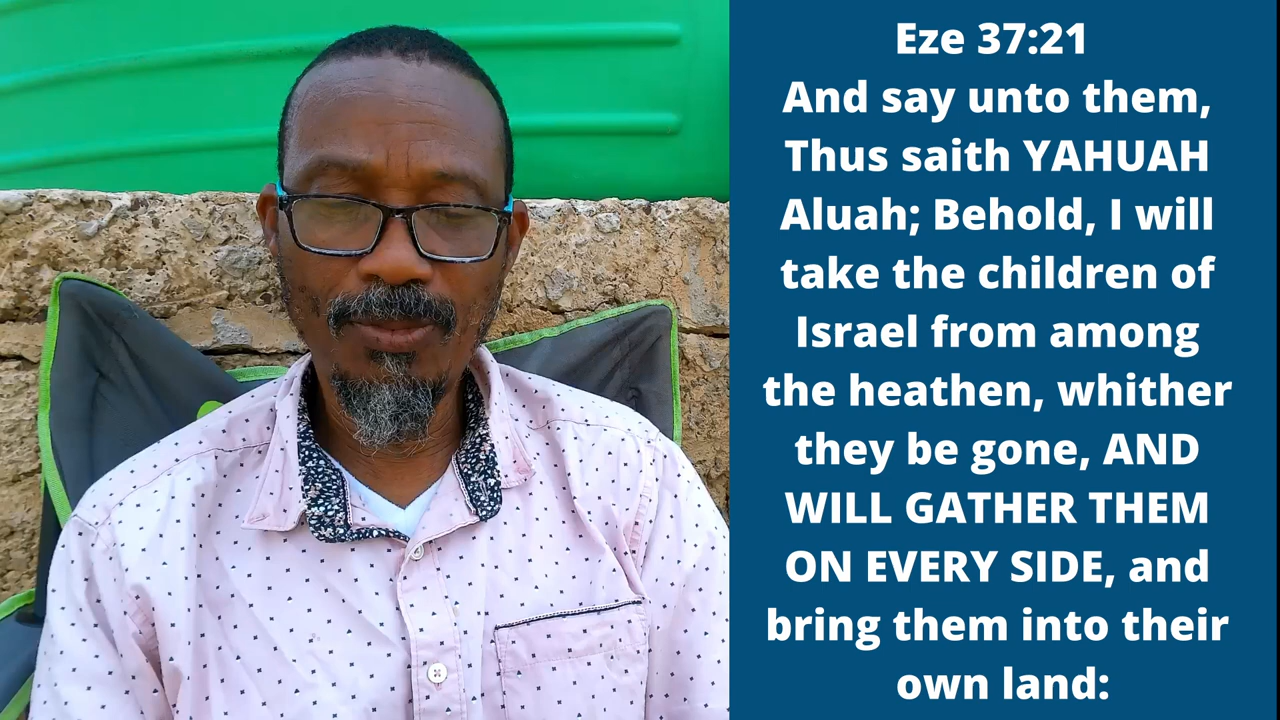 Eze 37:21
And say unto them,
Thus saith YAHUAH
Aluah; Behold, I will
take the children of
Israel from among
the heathen, whither
they be gone, AND
WILL GATHER THEM
ON EVERY SIDE, and
bring them into their
own land: